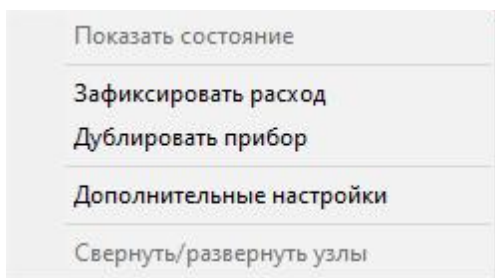 Показать состояние
Зафиксировать расход
Дублировать прибор
Дополнительные настройки
Свернуть/развернуть узлы